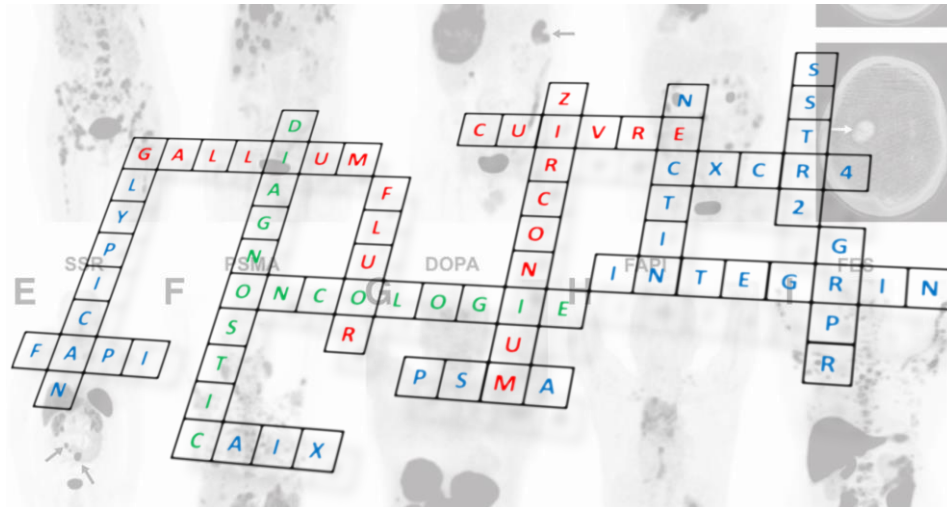 SSTR2
ZIRCONIUM
NECTIN
DIAGNOSTIC
CUIVRE
GALLIUM
CXCR4
GLYPICAN
FLUOR
GRPR
SSR PSMA DOPA FAPI FES
INTEGRIN
E F G H I
ONCOLOGIE
FAPI
PSMA
CAIX